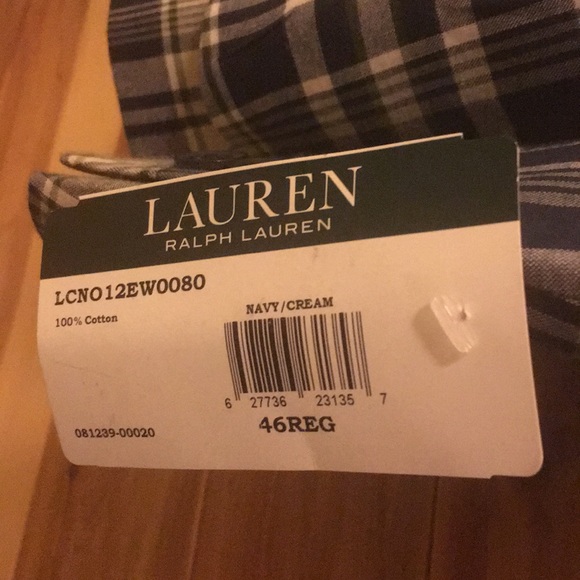 LAUREN
RALPH LAUREN
LCNO12EW0080
100% Cotton
NAVY/CREAM
6 27736 23135 7
46REG
081239-00020